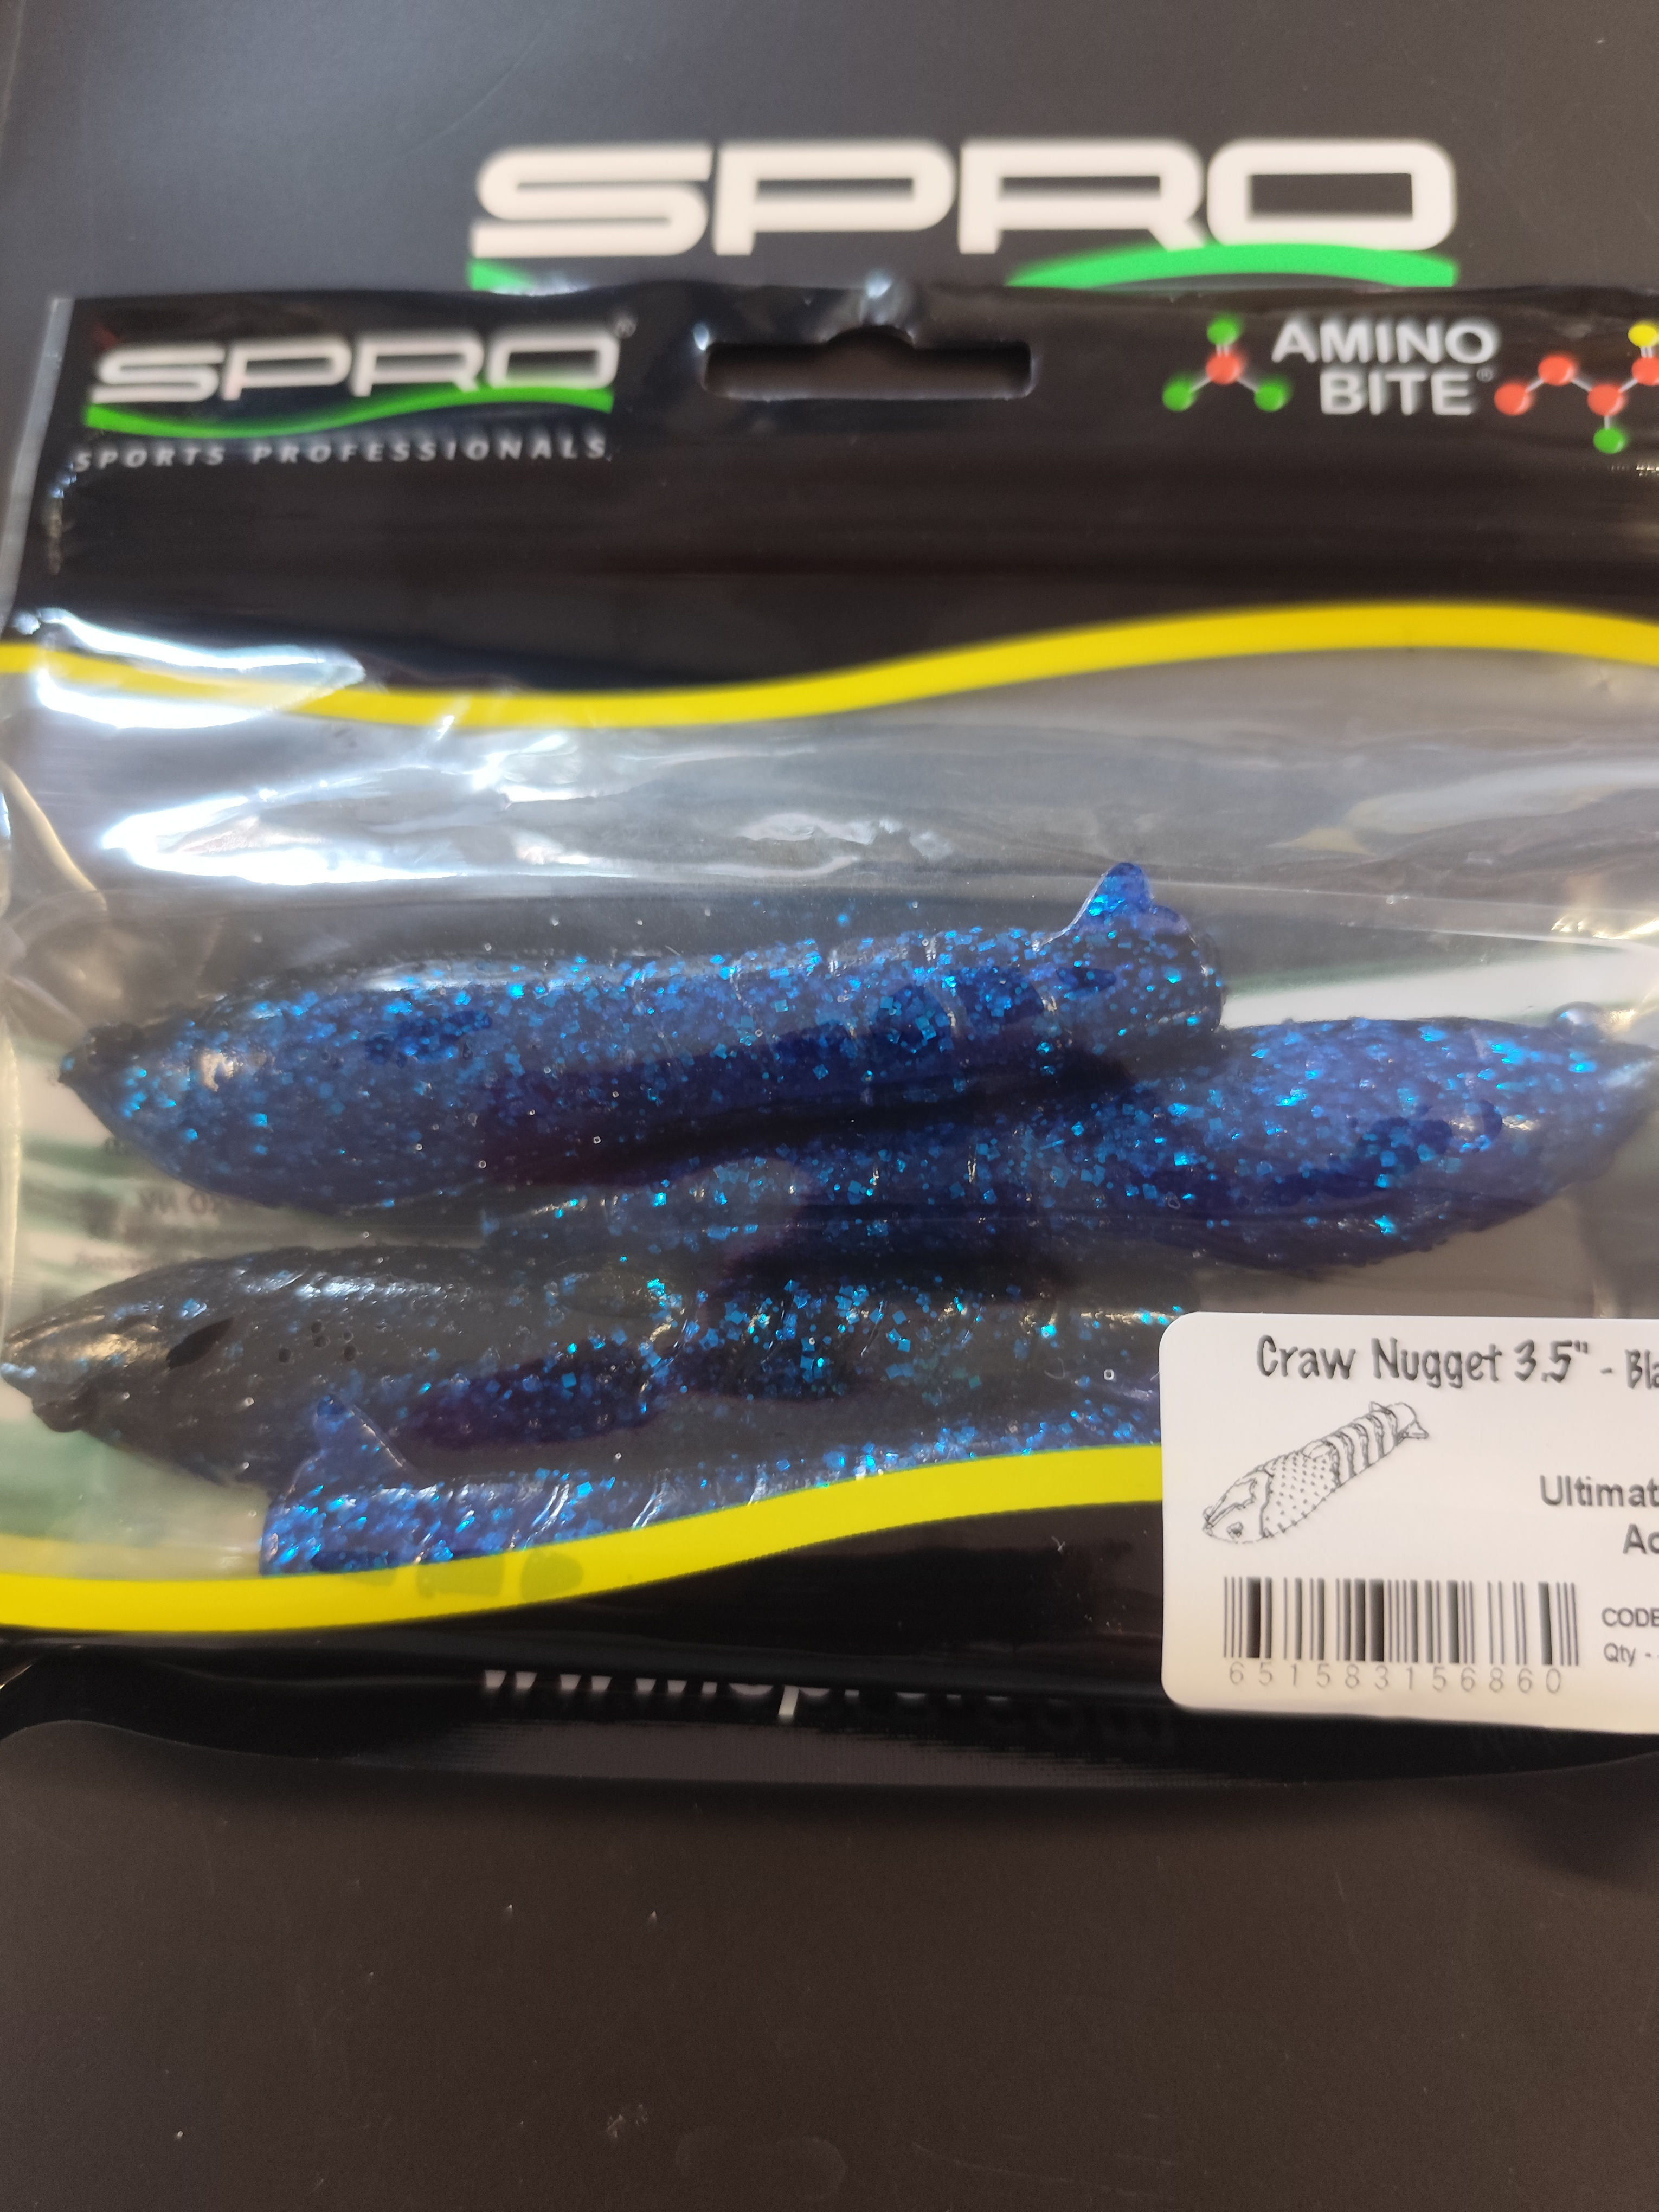 SPRO
SPRO®
SPORTS PROFESSIONALS
AMINO
BITE®
Craw Nugget 3.5" - Bla
Ultimat
Ac
CODE
Qty -
651583156860